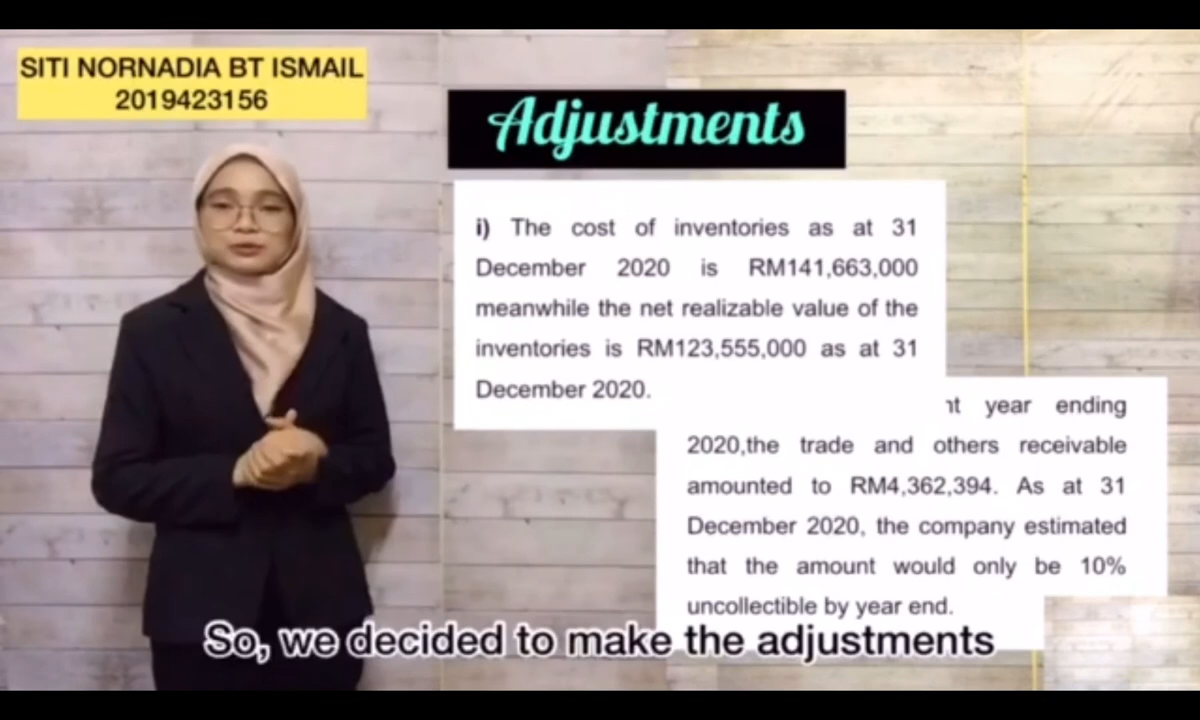 SITI NORNADIA BT ISMAIL
2019423156
Adjustments
i) The cost of inventories as at 31
December 2020 is RM141,663,000
meanwhile the net realizable value of the
inventories is RM123,555,000 as at 31
December 2020.
year ending
2020,the trade and others receivable
amounted to RM4,362,394. As at 31
December 2020, the company estimated
that the amount would only be 10%
uncollectible by year end.
So, we decided to make the adjustments